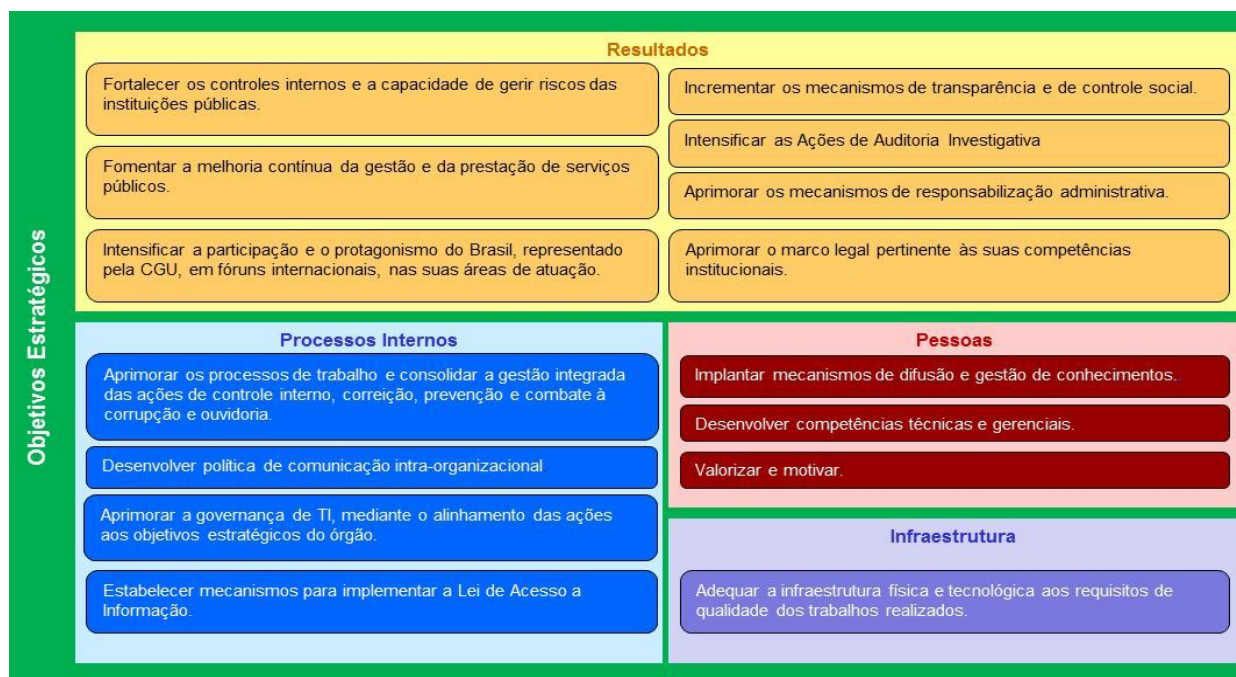 Objetivos Estratégicos
Resultados
Fortalecer os controles internos e a capacidade de gerir riscos das
instituições públicas.
Fomentar a melhoria contínua da gestão e da prestação de serviços
públicos.
Intensificar a participação e o protagonismo do Brasil, representado
pela CGU, em fóruns internacionais, nas suas áreas de atuação.
Incrementar os mecanismos de transparência e de controle social.
Intensificar as Ações de Auditoria Investigativa
Aprimorar os mecanismos de responsabilização administrativa.
Aprimorar o marco legal pertinente às suas competências
institucionais.
Processos Internos
Aprimorar os processos de trabalho e consolidar a gestão integrada
das ações de controle interno, correição, prevenção e combate à
corrupção e ouvidoria.
Desenvolver política de comunicação intra-organizacional
Aprimorar a governança de TI, mediante o alinhamento das ações
aos objetivos estratégicos do órgão.
Estabelecer mecanismos para implementar a Lei de Acesso a
Informação.
Pessoas
Implantar mecanismos de difusão e gestão de conhecimentos.
Desenvolver competências técnicas e gerenciais.
Valorizar e motivar.
Infraestrutura
Adequar a infraestrutura física e tecnológica aos requisitos de
qualidade dos trabalhos realizados.